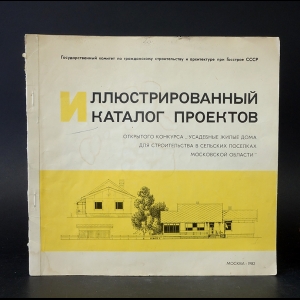 Государственный комитет по гражданскому строительству и архитектуре при Госстрое СССР
ИЛЛЮСТРИРОВАННЫЙ
КАТАЛОГ ПРОЕКТОВ
ОТКРЫТОГО КОНКУРСА „УСАДЕБНЫЕ ЖИЛЫЕ ДОМА
ДЛЯ СТРОИТЕЛЬСТВА В СЕЛЬСКИХ ПОСЕЛКАХ
МОСКОВСКОЙ ОБЛАСТИ"
МОСКВА - 1982